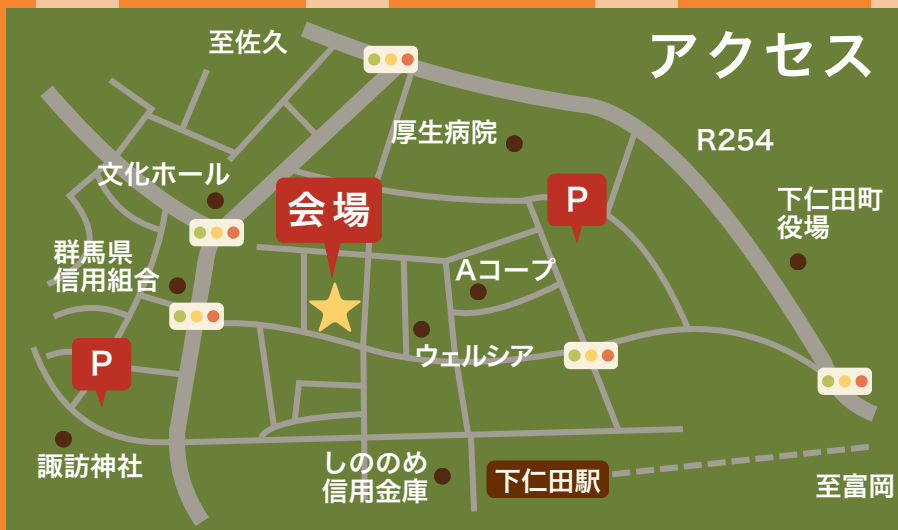 アクセス
至佐久
厚生病院
R254
文化ホール
会場
P
下仁田町
役場
群馬県
信用組合
Aコープ
ウェルシア
P
諏訪神社
しののめ
信用金庫
下仁田駅
至富岡